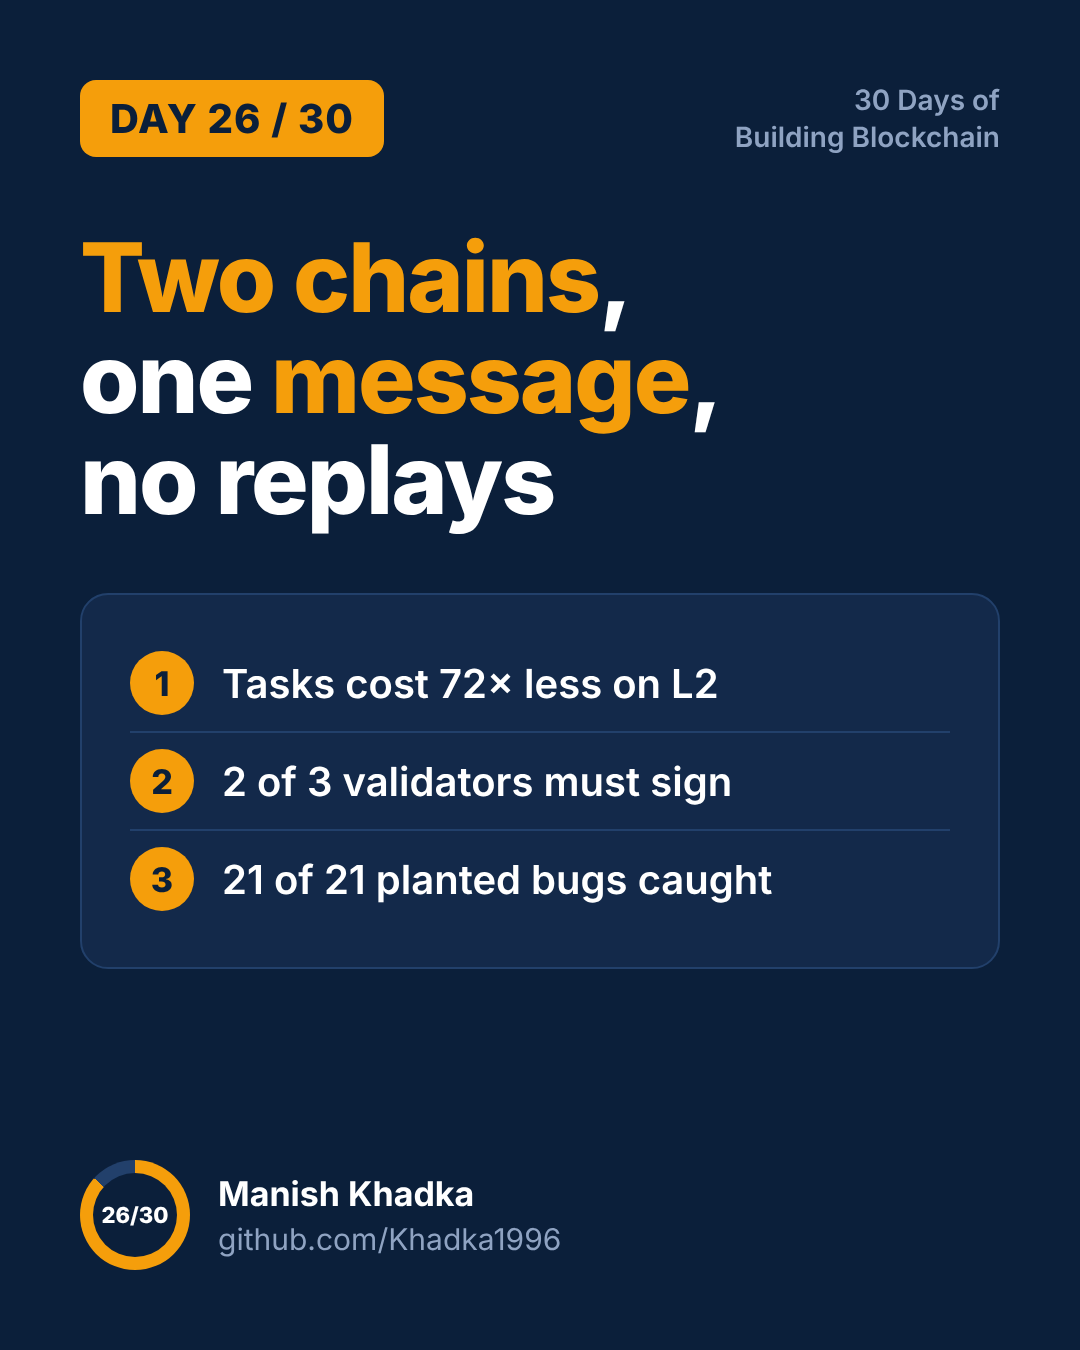 DAY 26 / 30
30 Days of
Building Blockchain
Two chains,
one message,
no replays
1 Tasks cost 72× less on L2
2 2 of 3 validators must sign
3 21 of 21 planted bugs caught
26/30
Manish Khadka
github.com/Khadka1996